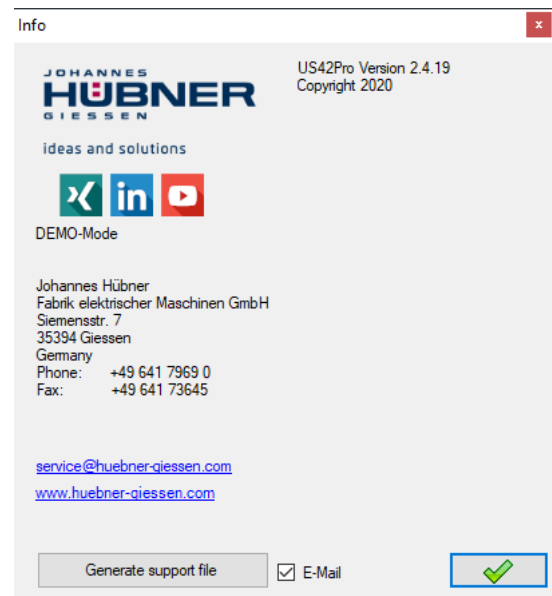 Info
x
JOHANNES
HÜBNER
GIESSEN
ideas and solutions
US42Pro Version 2.4.19
Copyright 2020
in
DEMO-Mode
Johannes Hübner
Fabrik elektrischer Maschinen GmbH
Siemensstr. 7
35394 Giessen
Germany
Phone: +49 641 7969 0
Fax: +49 641 73645
service@huebner-giessen.com
www.huebner-giessen.com
Generate support file
E-Mail